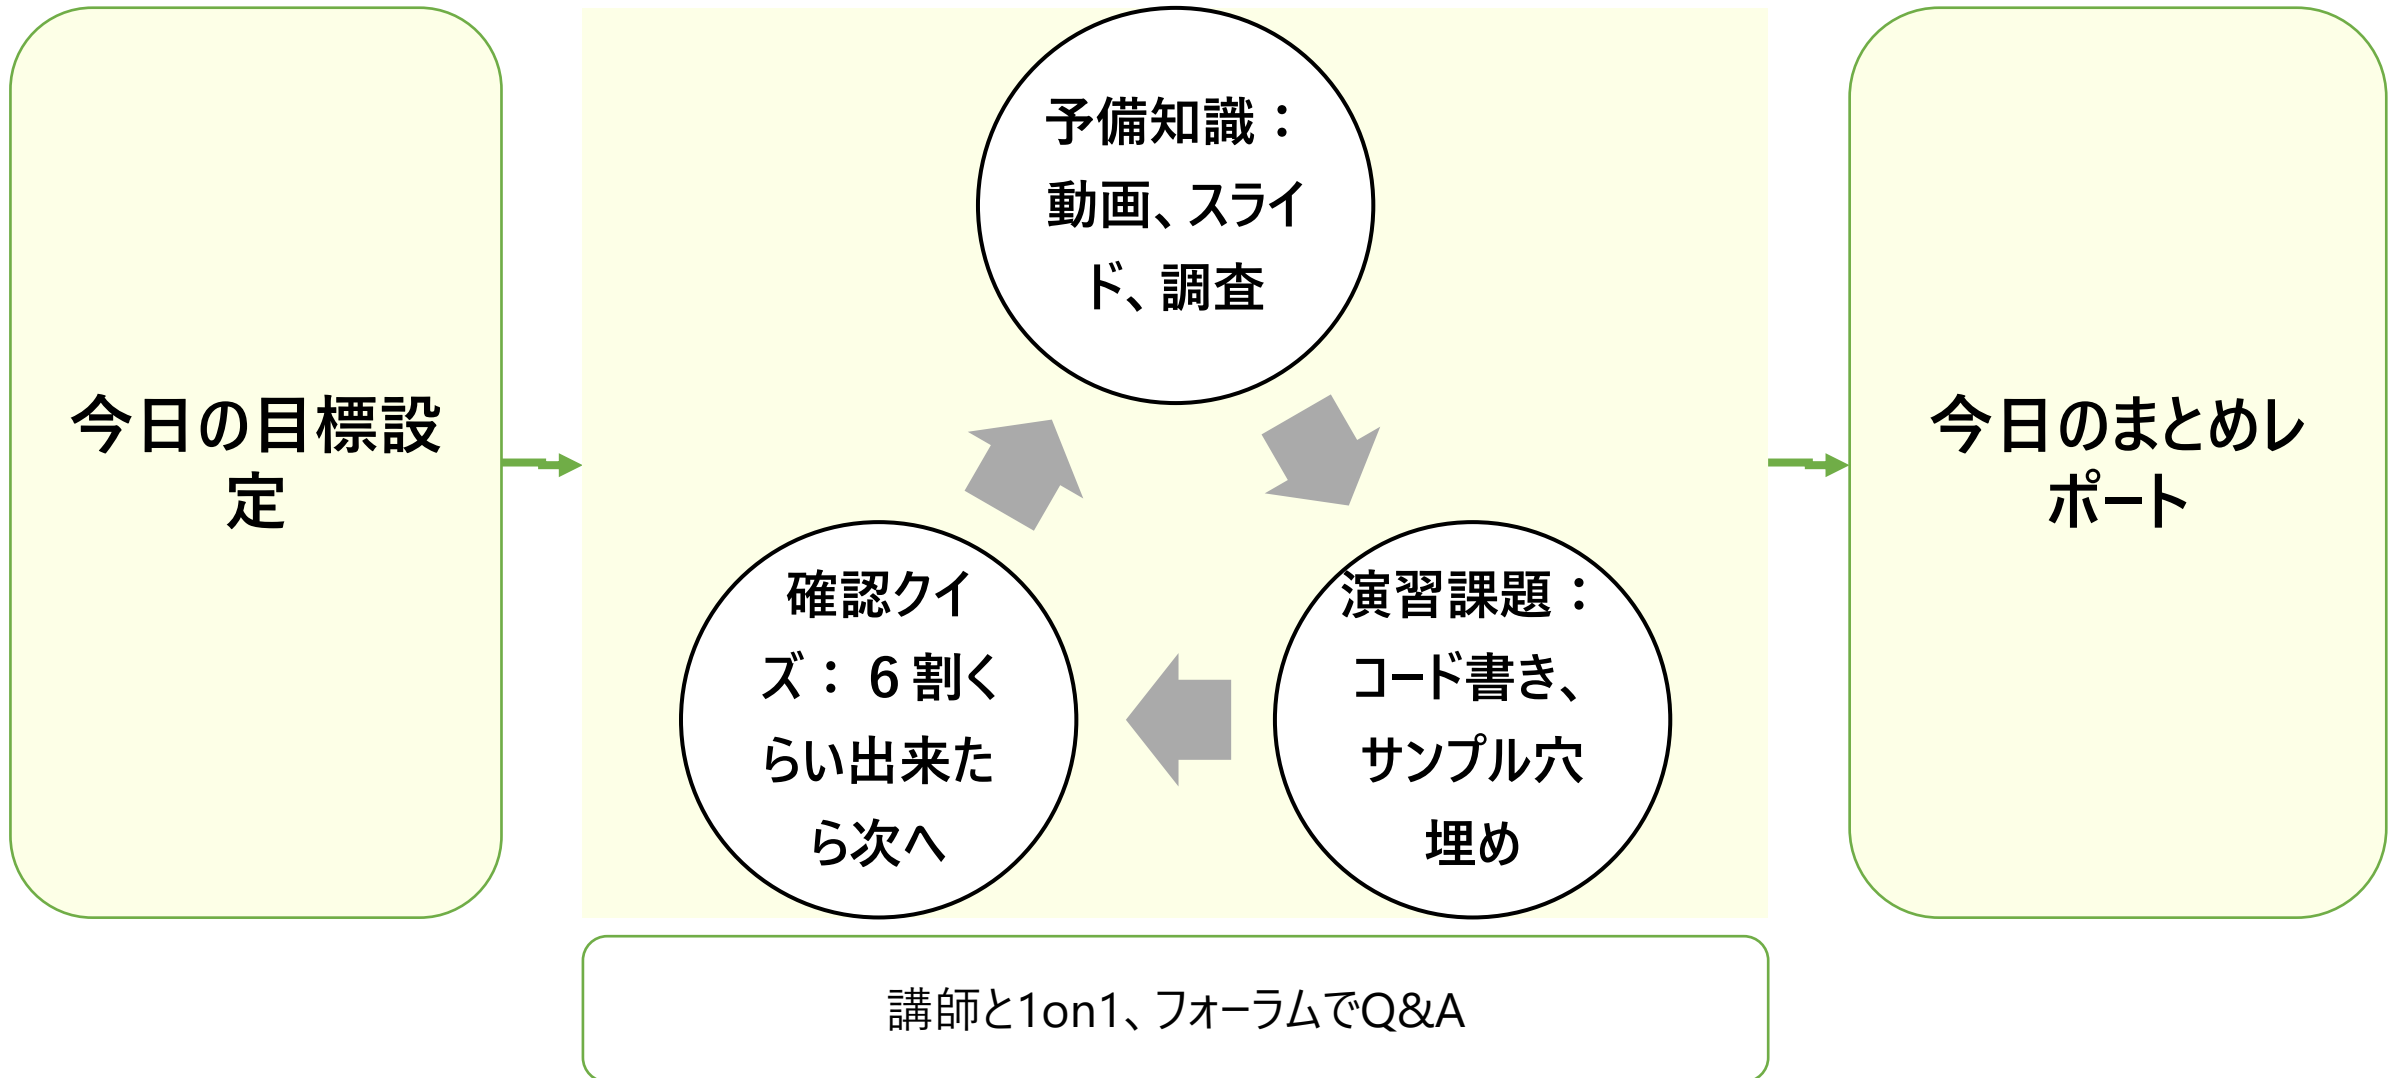 今日の目標設
定
予備知識：
動画、スライ
ド、調査
演習課題：
コード書き、
サンプル穴
埋め
確認クイ
ズ：6割く
らい出来た
ら次へ
講師と1on1、フォーラムでQ&A
今日のまとめレ
ポート